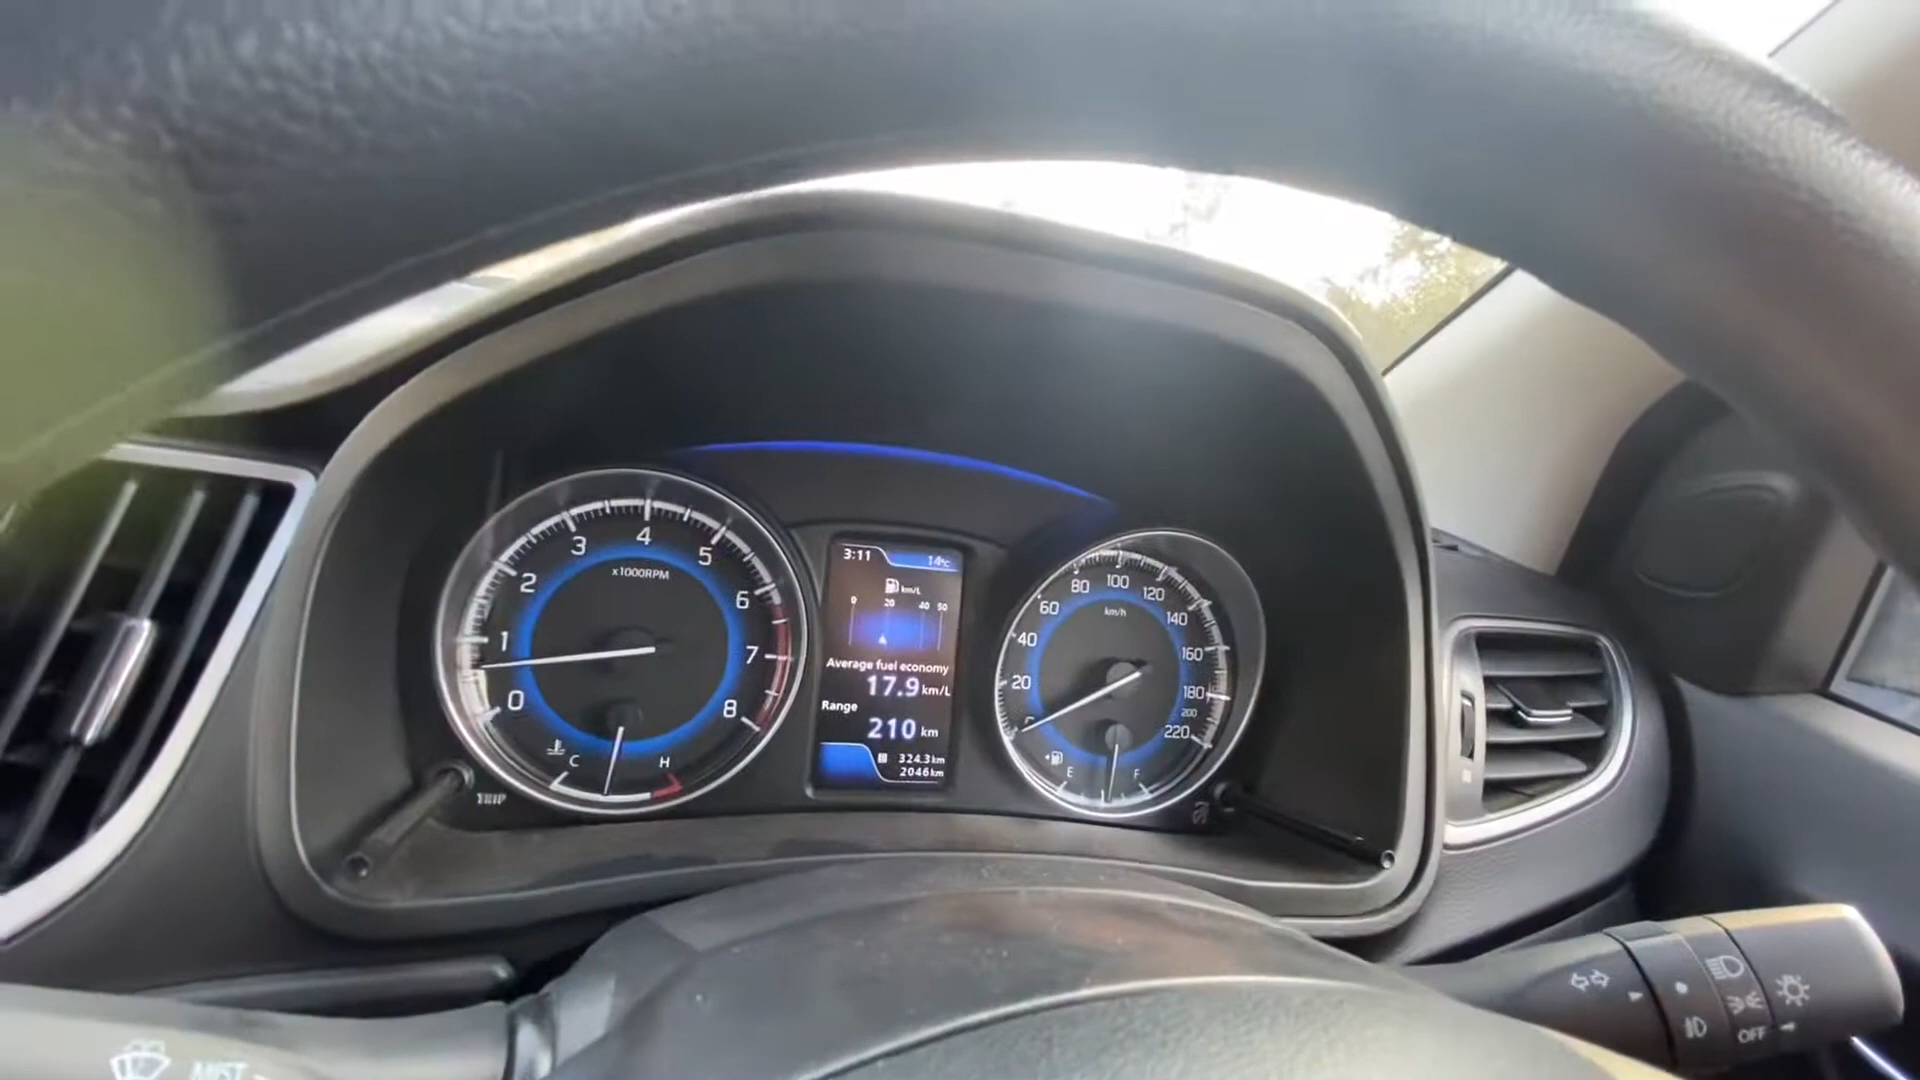 0
1
2
3
4
5
6
7
8
x1000RPM
C
H
TRIP
3:11
14°C
km/L
0 20 40 50
Average fuel economy
17.9 km/L
Range
210 km
324.3 km
2046 km
20
40
60
80
100
120
140
160
180
200
220
km/h
E
F
OFF
MIST